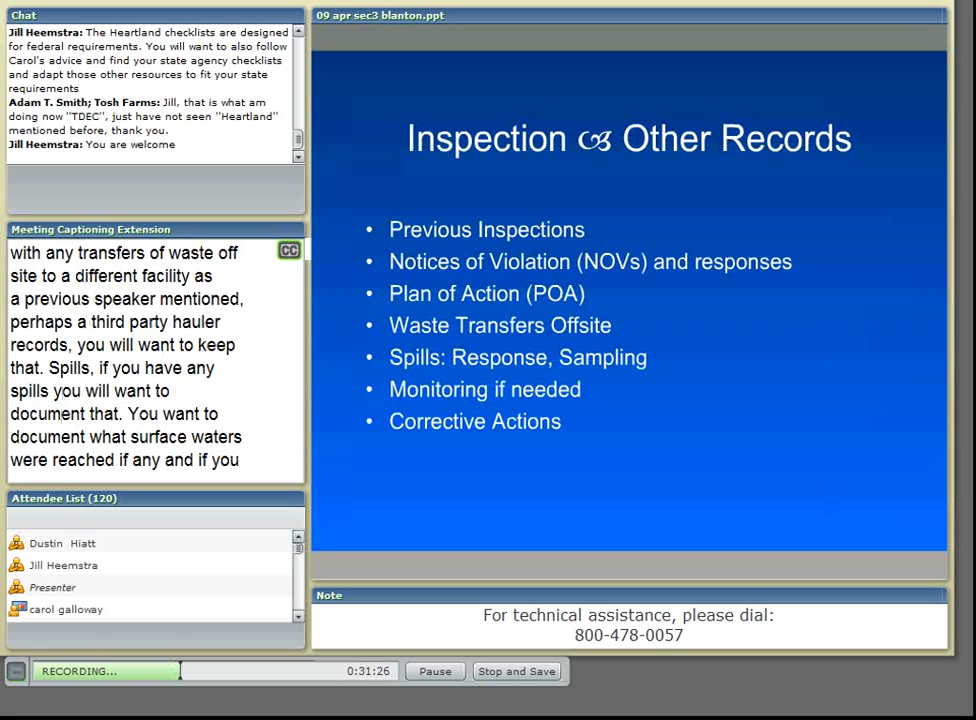 Chat
Jill Heemstra: The Heartland checklists are designed
for federal requirements. You will want to also follow
Carol's advice and find your state agency checklists
and adapt those other resources to fit your state
requirements
Adam T. Smith; Tosh Farms: Jill, that is what am
doing now "TDEC", just have not seen "Heartland"
mentioned before, thank you.
Jill Heemstra: You are welcome
Meeting Captioning Extension
CC
with any transfers of waste off
site to a different facility as
a previous speaker mentioned,
perhaps a third party hauler
records, you will want to keep
that. Spills, if you have any
spills you will want to
document that. You want to
document what surface waters
were reached if any and if you
Attendee List (120)
Dustin Hiatt
Jill Heemstra
Presenter
carol galloway
09 apr sec3 blanton.ppt
Inspection & Other Records
• Previous Inspections
• Notices of Violation (NOVs) and responses
• Plan of Action (POA)
• Waste Transfers Offsite
• Spills: Response, Sampling
• Monitoring if needed
• Corrective Actions
Note
For technical assistance, please dial:
800-478-0057
RECORDING... 0:31:26 Pause Stop and Save